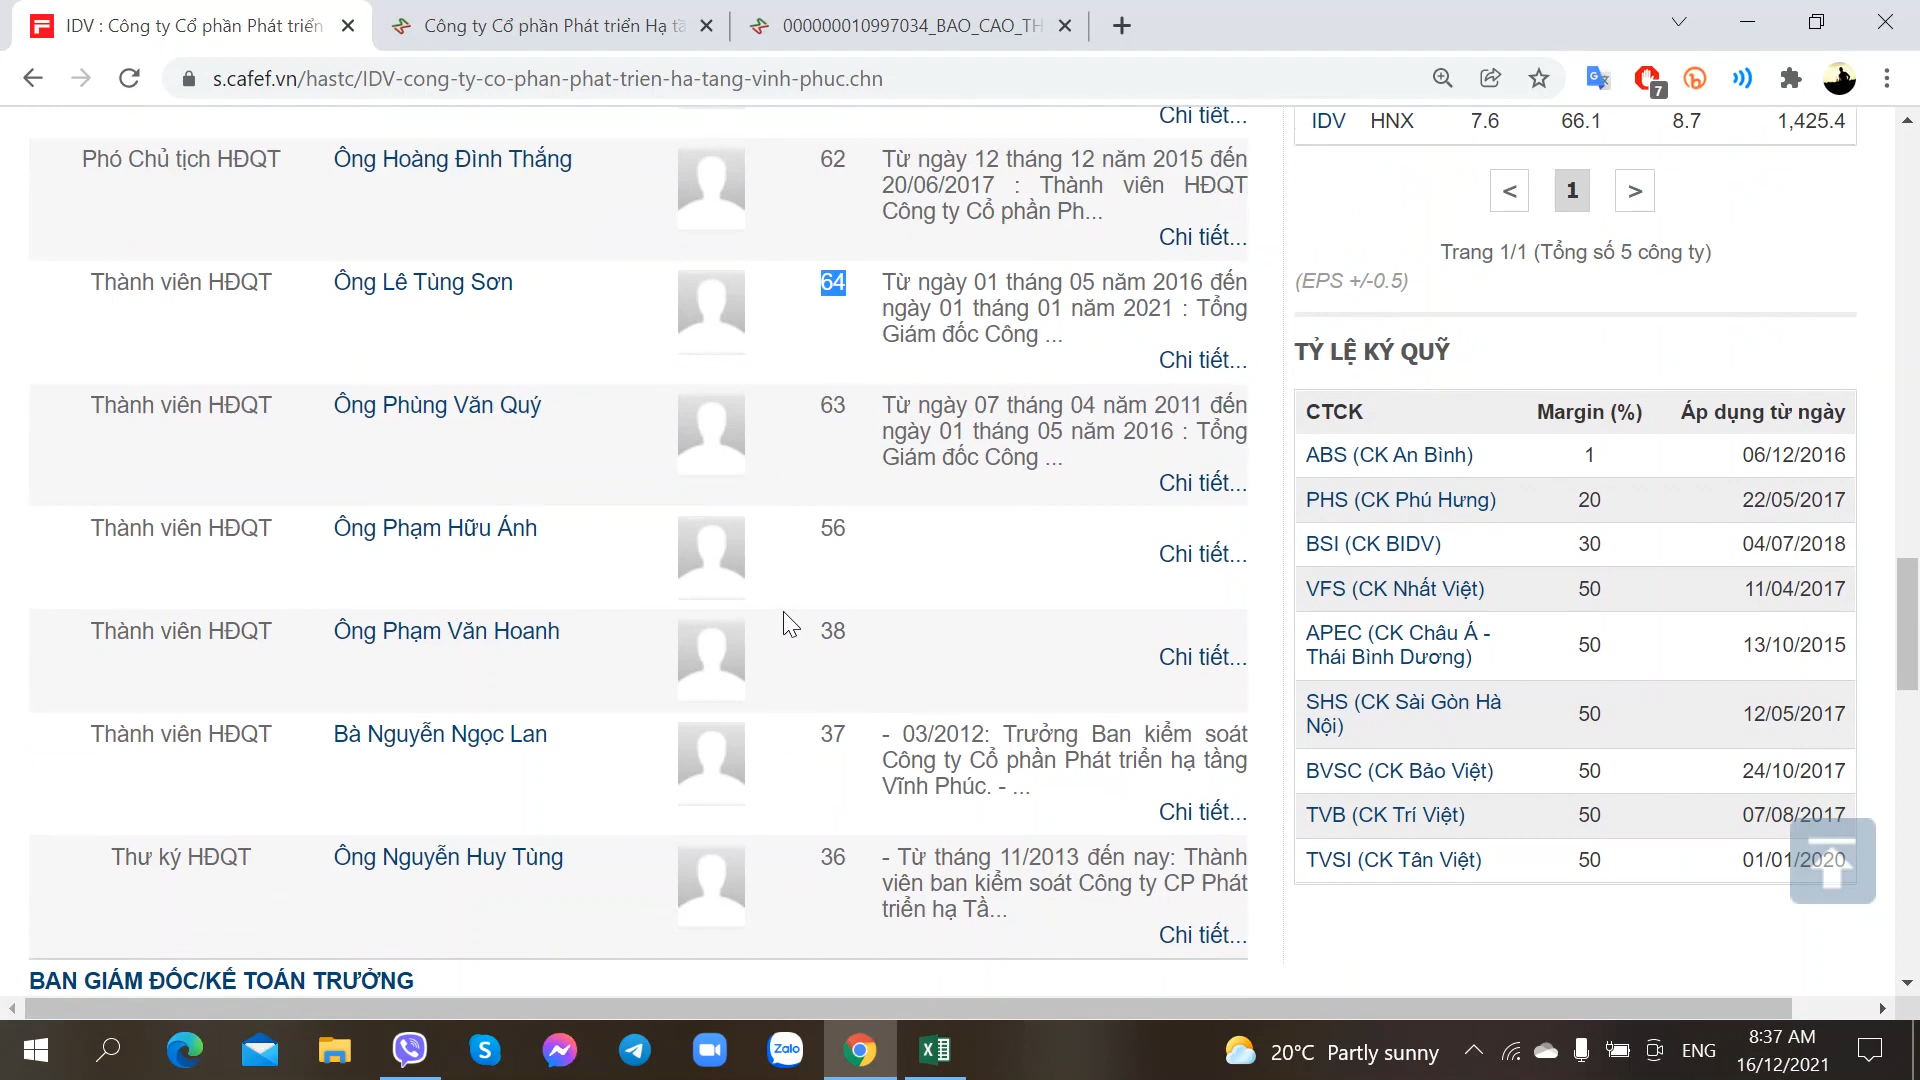 IDV : Công ty Cổ phần Phát triển
Công ty Cổ phần Phát triển Hạ tầ
000000010997034_BAO_CAO_TH
s.cafef.vn/hastc/IDV-cong-ty-co-phan-phat-trien-ha-tang-vinh-phuc.chn
7
Chi tiết...
Phó Chủ tịch HĐQT Ông Hoàng Đình Thắng 62 Từ ngày 12 tháng 12 năm 2015 đến
20/06/2017 : Thành viên HĐQT
Công ty Cổ phần Ph...
Chi tiết...
Thành viên HĐQT Ông Lê Tùng Sơn 64 Từ ngày 01 tháng 05 năm 2016 đến
ngày 01 tháng 01 năm 2021 : Tổng
Giám đốc Công ...
Chi tiết...
Thành viên HĐQT Ông Phùng Văn Quý 63 Từ ngày 07 tháng 04 năm 2011 đến
ngày 01 tháng 05 năm 2016 : Tổng
Giám đốc Công ...
Chi tiết...
Thành viên HĐQT Ông Phạm Hữu Ánh 56
Chi tiết...
Thành viên HĐQT Ông Phạm Văn Hoanh 38
Chi tiết...
Thành viên HĐQT Bà Nguyễn Ngọc Lan 37 - 03/2012: Trưởng Ban kiểm soát
Công ty Cổ phần Phát triển hạ tầng
Vĩnh Phúc. - ...
Chi tiết...
Thư ký HĐQT Ông Nguyễn Huy Tùng 36 - Từ tháng 11/2013 đến nay: Thành
viên ban kiểm soát Công ty CP Phát
triển hạ Tầ...
Chi tiết...
BAN GIÁM ĐỐC/KẾ TOÁN TRƯỞNG
IDV HNX 7.6 66.1 8.7 1,425.4
< 1 >
Trang 1/1 (Tổng số 5 công ty)
(EPS +/-0.5)
TỶ LỆ KÝ QUỸ
CTCK Margin (%) Áp dụng từ ngày
ABS (CK An Bình) 1 06/12/2016
PHS (CK Phú Hưng) 20 22/05/2017
BSI (CK BIDV) 30 04/07/2018
VFS (CK Nhất Việt) 50 11/04/2017
APEC (CK Châu Á -
Thái Bình Dương) 50 13/10/2015
SHS (CK Sài Gòn Hà
Nội) 50 12/05/2017
BVSC (CK Bảo Việt) 50 24/10/2017
TVB (CK Trí Việt) 50 07/08/2017
TVSI (CK Tân Việt) 50 01/01/2020
Zalo
20°C Partly sunny
ENG
8:37 AM
16/12/2021